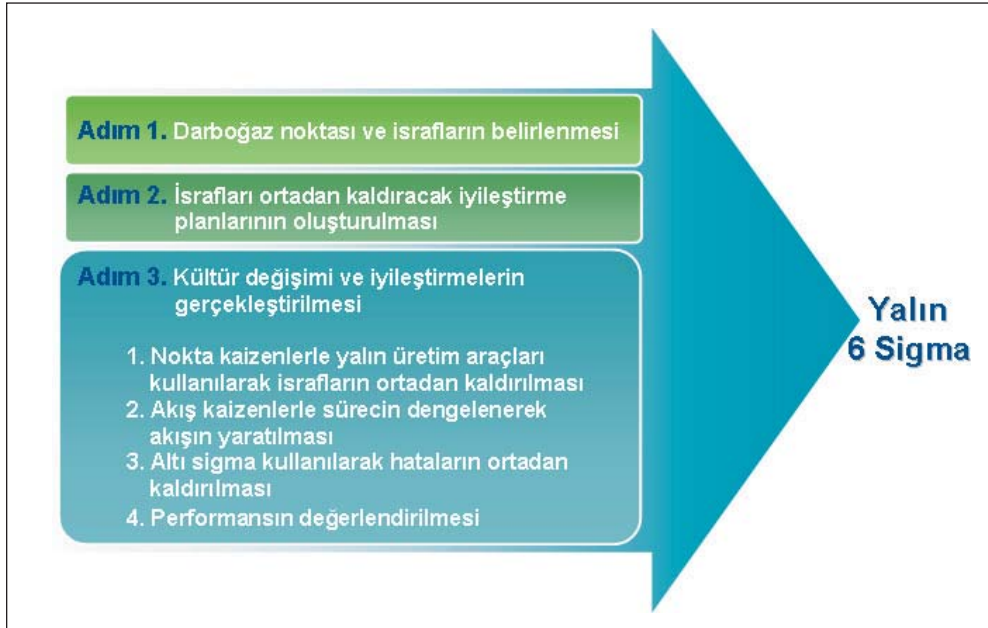 Adım 1. Darboğaz noktası ve israfların belirlenmesi
Adım 2. İsrafları ortadan kaldıracak iyileştirme
planlarının oluşturulması
Adım 3. Kültür değişimi ve iyileştirmelerin
gerçekleştirilmesi
1. Nokta kaizenlerle yalın üretim araçları
kullanılarak israfların ortadan kaldırılması
2. Akış kaizenlerle sürecin dengelenerek
akışın yaratılması
3. Altı sigma kullanılarak hataların ortadan
kaldırılması
4. Performansın değerlendirilmesi
Yalın
6 Sigma